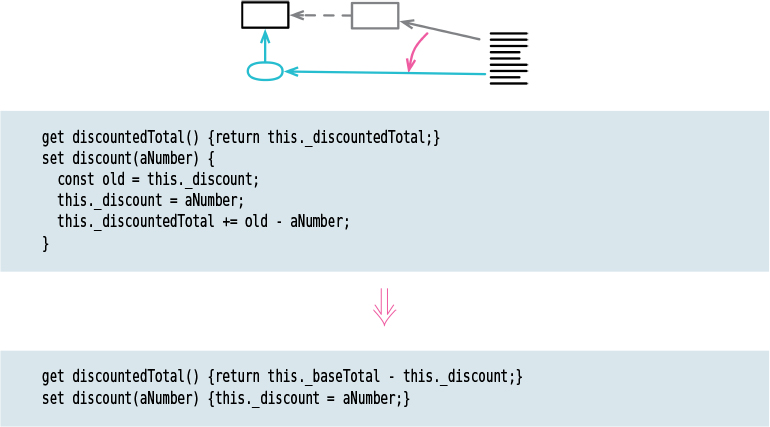 get discountedTotal() {return this._discountedTotal;}
set discount(aNumber) {
  const old = this._discount;
  this._discount = aNumber;
  this._discountedTotal += old - aNumber;
}
get discountedTotal() {return this._baseTotal - this._discount;}
set discount(aNumber) {this._discount = aNumber;}